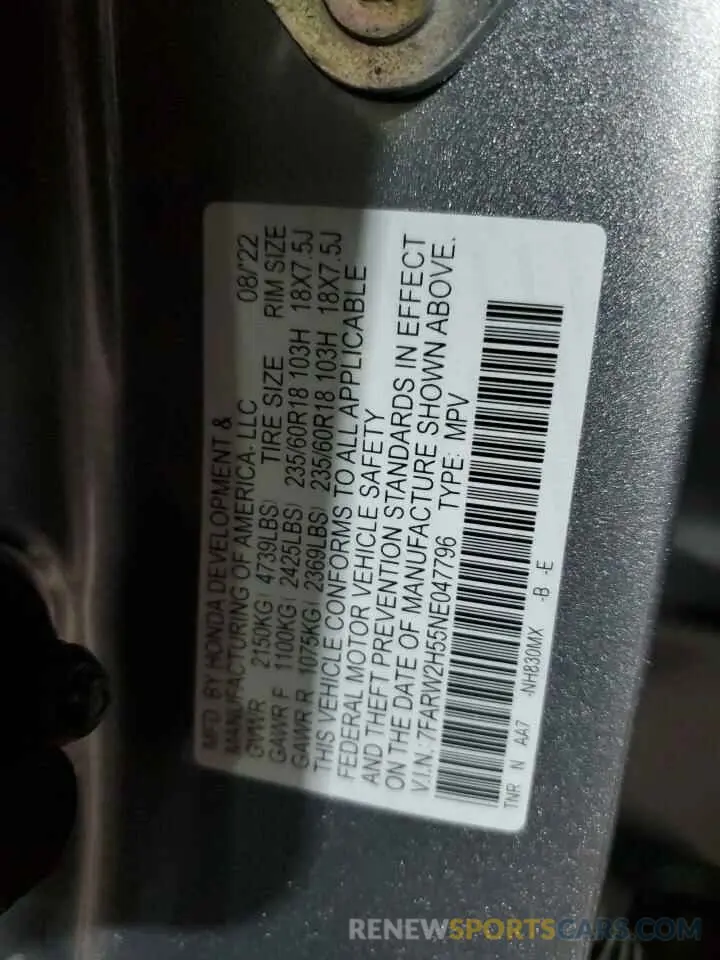 MFD. BY HONDA DEVELOPMENT &
MANUFACTURING OF AMERICA. LLC 08/'22
GVWR 2150KG( 4739LBS) TIRE SIZE RIM SIZE
GAWR F 1100KG( 2425LBS) 235/60R18 103H 18X7.5J
GAWR R 1075KG( 2369LBS) 235/60R18 103H 18X7.5J
THIS VEHICLE CONFORMS TO ALL APPLICABLE
FEDERAL MOTOR VEHICLE SAFETY
AND THEFT PREVENTION STANDARDS IN EFFECT
ON THE DATE OF MANUFACTURE SHOWN ABOVE.
V.I.N.: 7FARW2H55NE047796 TYPE: MPV
TNR N AA7 -NH830MX -B -E
RENEWSPORTSCARS.COM